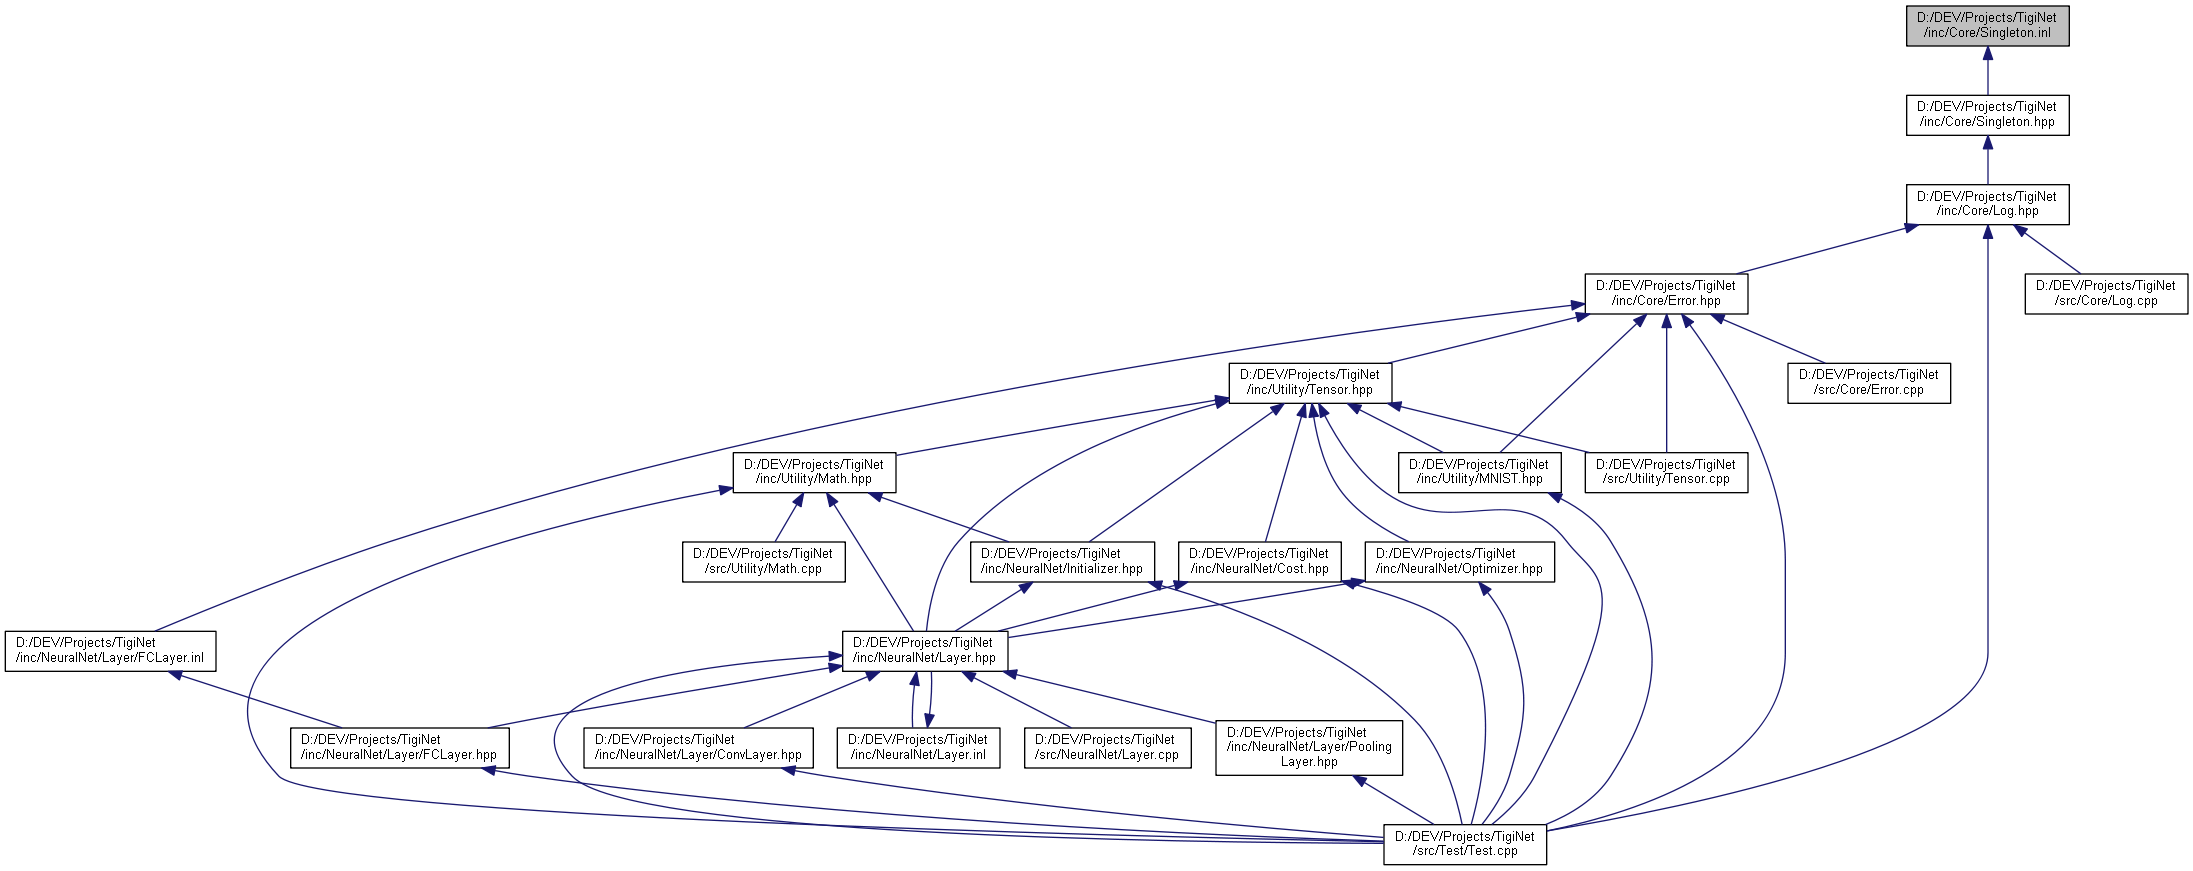 D:/DEV/Projects/TigiNet
/inc/Core/Singleton.inl
D:/DEV/Projects/TigiNet
/inc/Core/Singleton.hpp
D:/DEV/Projects/TigiNet
/inc/Core/Log.hpp
D:/DEV/Projects/TigiNet
/inc/Core/Error.hpp
D:/DEV/Projects/TigiNet
/src/Core/Log.cpp
D:/DEV/Projects/TigiNet
/inc/Utility/Tensor.hpp
D:/DEV/Projects/TigiNet
/src/Core/Error.cpp
D:/DEV/Projects/TigiNet
/inc/Utility/Math.hpp
D:/DEV/Projects/TigiNet
/inc/Utility/MNIST.hpp
D:/DEV/Projects/TigiNet
/src/Utility/Tensor.cpp
D:/DEV/Projects/TigiNet
/src/Utility/Math.cpp
D:/DEV/Projects/TigiNet
/inc/NeuralNet/Initializer.hpp
D:/DEV/Projects/TigiNet
/inc/NeuralNet/Cost.hpp
D:/DEV/Projects/TigiNet
/inc/NeuralNet/Optimizer.hpp
D:/DEV/Projects/TigiNet
/inc/NeuralNet/Layer/FCLayer.inl
D:/DEV/Projects/TigiNet
/inc/NeuralNet/Layer.hpp
D:/DEV/Projects/TigiNet
/inc/NeuralNet/Layer/FCLayer.hpp
D:/DEV/Projects/TigiNet
/inc/NeuralNet/Layer/ConvLayer.hpp
D:/DEV/Projects/TigiNet
/inc/NeuralNet/Layer.inl
D:/DEV/Projects/TigiNet
/src/NeuralNet/Layer.cpp
D:/DEV/Projects/TigiNet
/inc/NeuralNet/Layer/Pooling
Layer.hpp
D:/DEV/Projects/TigiNet
/src/Test/Test.cpp